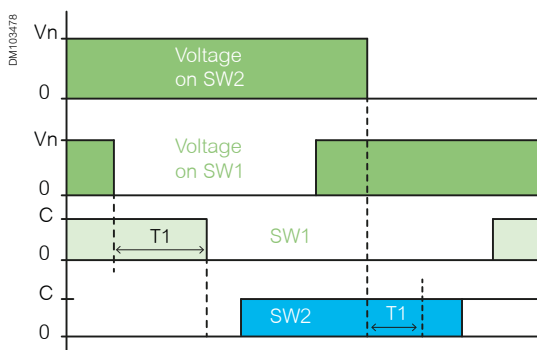 DM103478
Vn
Voltage
on SW2
0
Vn
Voltage
on SW1
0
C
T1
SW1
0
C
SW2
T1
0